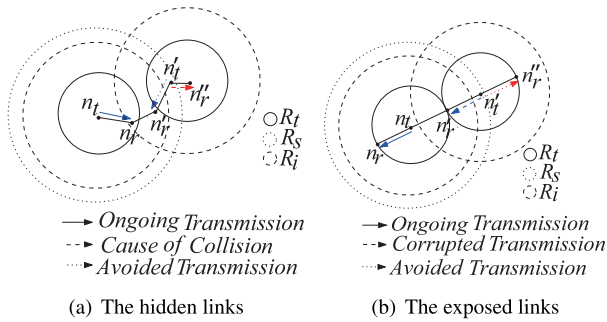 n_t
n_r
n'_r
n'_t
n''_r
R_t
R_s
R_i
Ongoing Transmission
Cause of Collision
Avoided Transmission
(a) The hidden links
n_r
n_t
n'_r
n'_t
n''_r
R_t
R_s
R_i
Ongoing Transmission
Corrupted Transmission
Avoided Transmission
(b) The exposed links